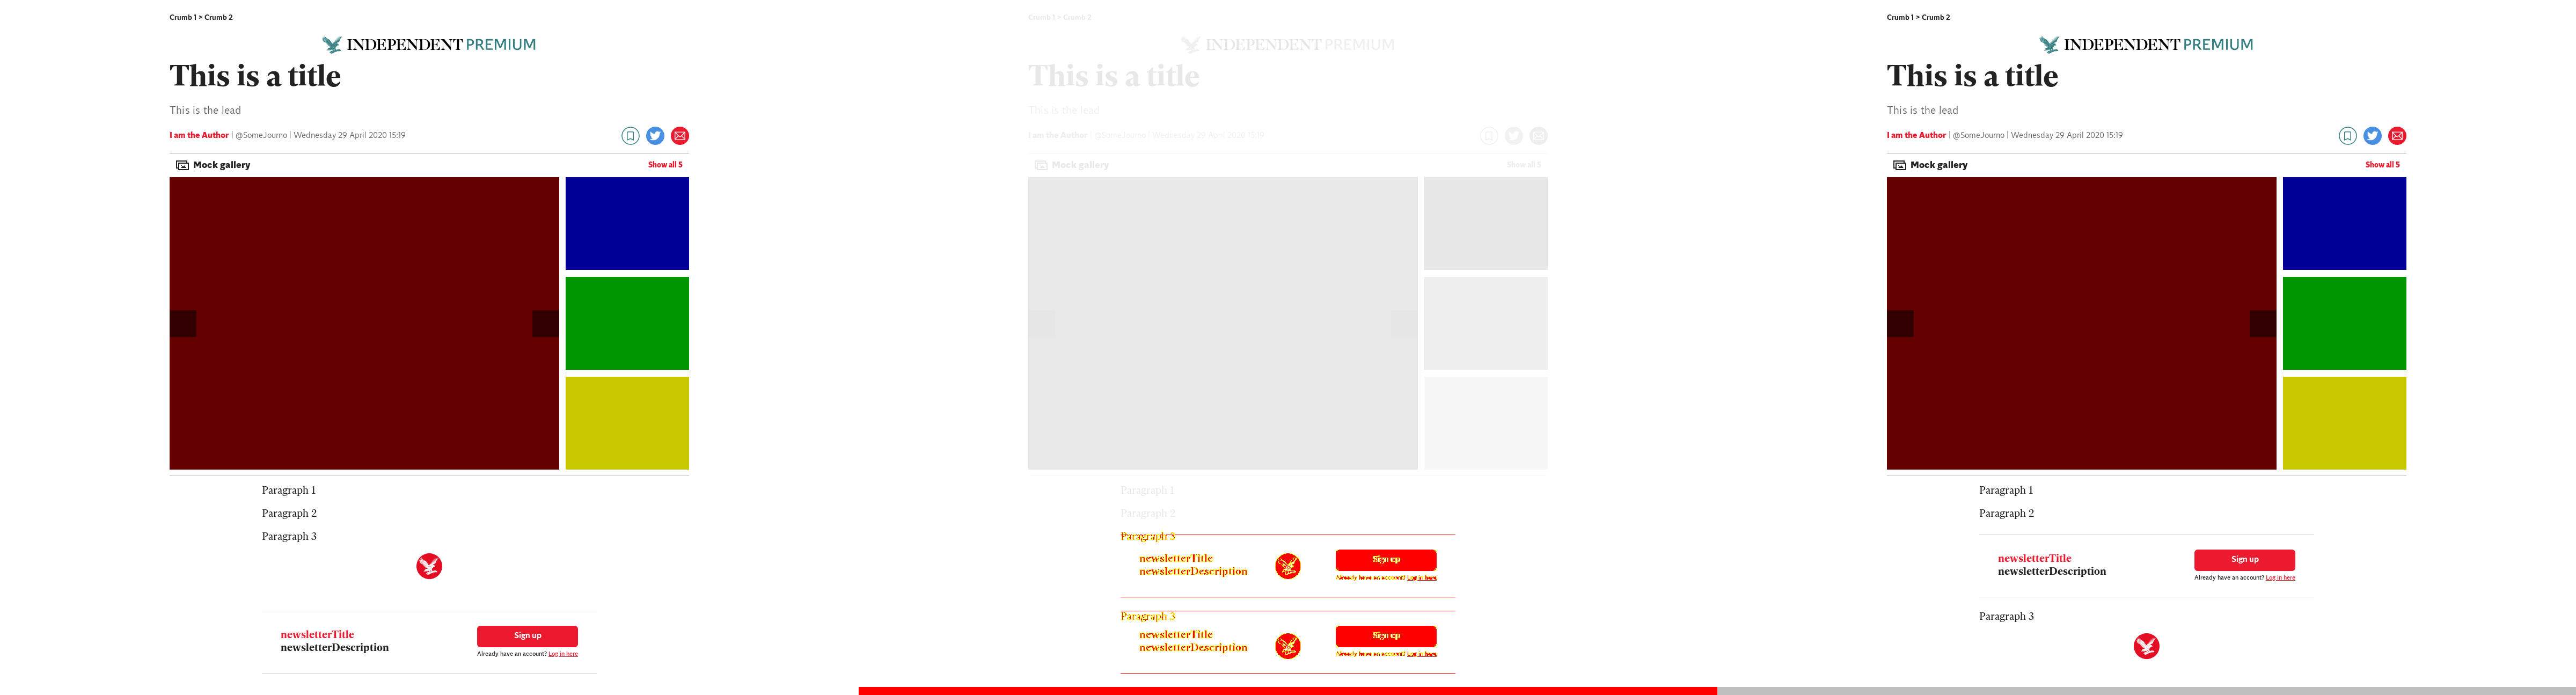 Crumb 1 > Crumb 2
INDEPENDENT PREMIUM
This is a title
This is the lead
I am the Author | @SomeJourno | Wednesday 29 April 2020 15:19
Mock gallery
Show all 5
Paragraph 1
Paragraph 2
Paragraph 3
newsletterTitle
newsletterDescription
Sign up
Already have an account? Log in here
Crumb 1 > Crumb 2
INDEPENDENT PREMIUM
This is a title
This is the lead
I am the Author | @SomeJourno | Wednesday 29 April 2020 15:19
Mock gallery
Show all 5
Paragraph 1
Paragraph 2
Paragraph 3
newsletterTitle
newsletterDescription
Sign up
Already have an account? Log in here
Paragraph 3
newsletterTitle
newsletterDescription
Sign up
Already have an account? Log in here
Crumb 1 > Crumb 2
INDEPENDENT PREMIUM
This is a title
This is the lead
I am the Author | @SomeJourno | Wednesday 29 April 2020 15:19
Mock gallery
Show all 5
Paragraph 1
Paragraph 2
newsletterTitle
newsletterDescription
Sign up
Already have an account? Log in here
Paragraph 3